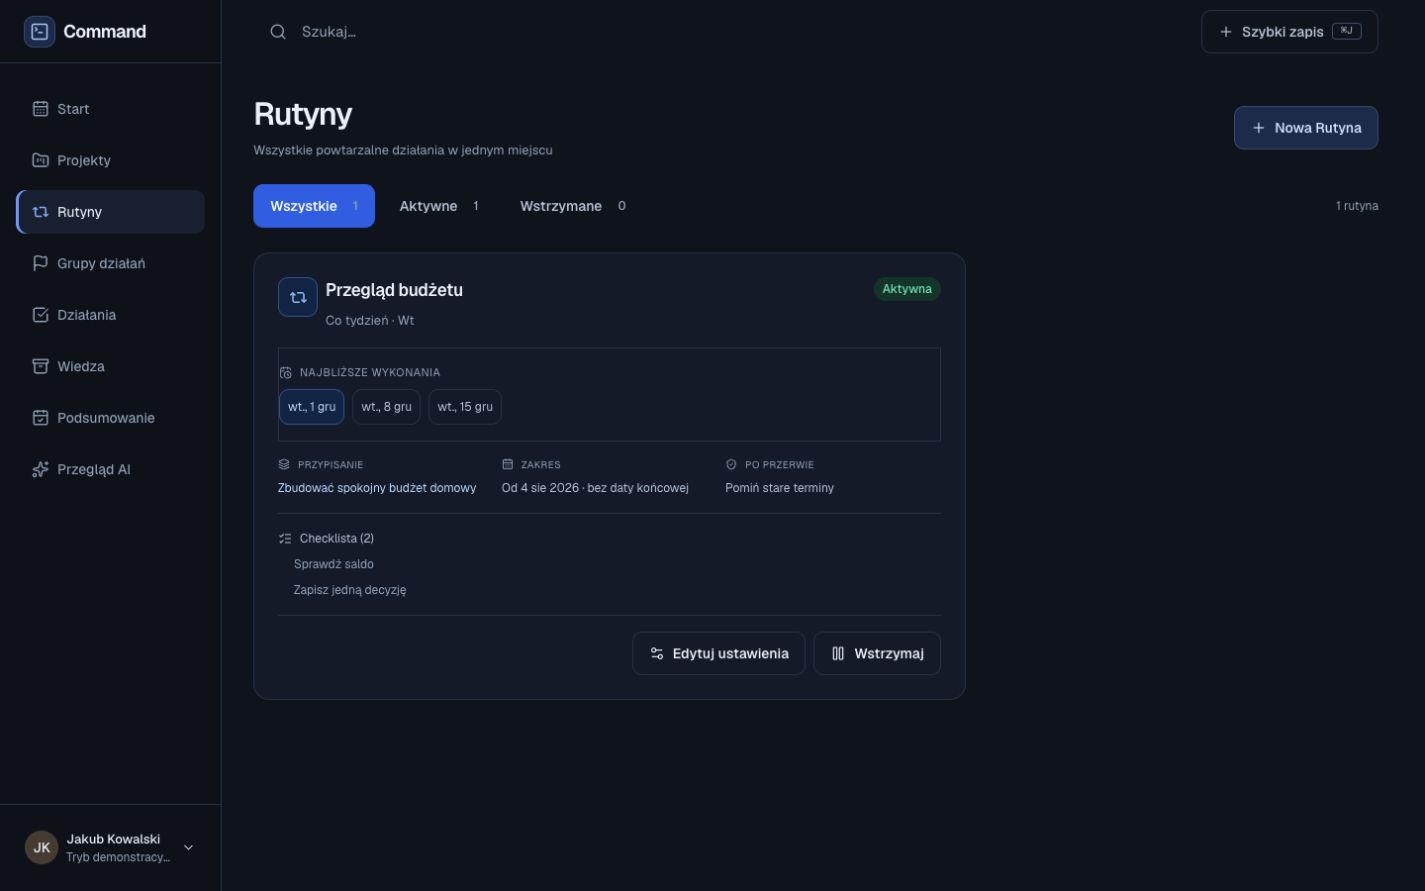 Command
Szukaj...
Szybki zapis ⌘J
Start
Projekty
Rutyny
Grupy działań
Działania
Wiedza
Podsumowanie
Przegląd AI
Rutyny
Wszystkie powtarzalne działania w jednym miejscu
Nowa Rutyna
Wszystkie 1 Aktywne 1 Wstrzymane 0
1 rutyna
Przegląd budżetu
Aktywna
Co tydzień · Wt
NAJBLIŻSZE WYKONANIA
wt., 1 gru wt., 8 gru wt., 15 gru
PRZYPISANIE
Zbudować spokojny budżet domowy
ZAKRES
Od 4 sie 2026 · bez daty końcowej
PO PRZERWIE
Pomiń stare terminy
Checklista (2)
Sprawdź saldo
Zapisz jedną decyzję
Edytuj ustawienia
Wstrzymaj
JK
Jakub Kowalski
Tryb demonstracy...